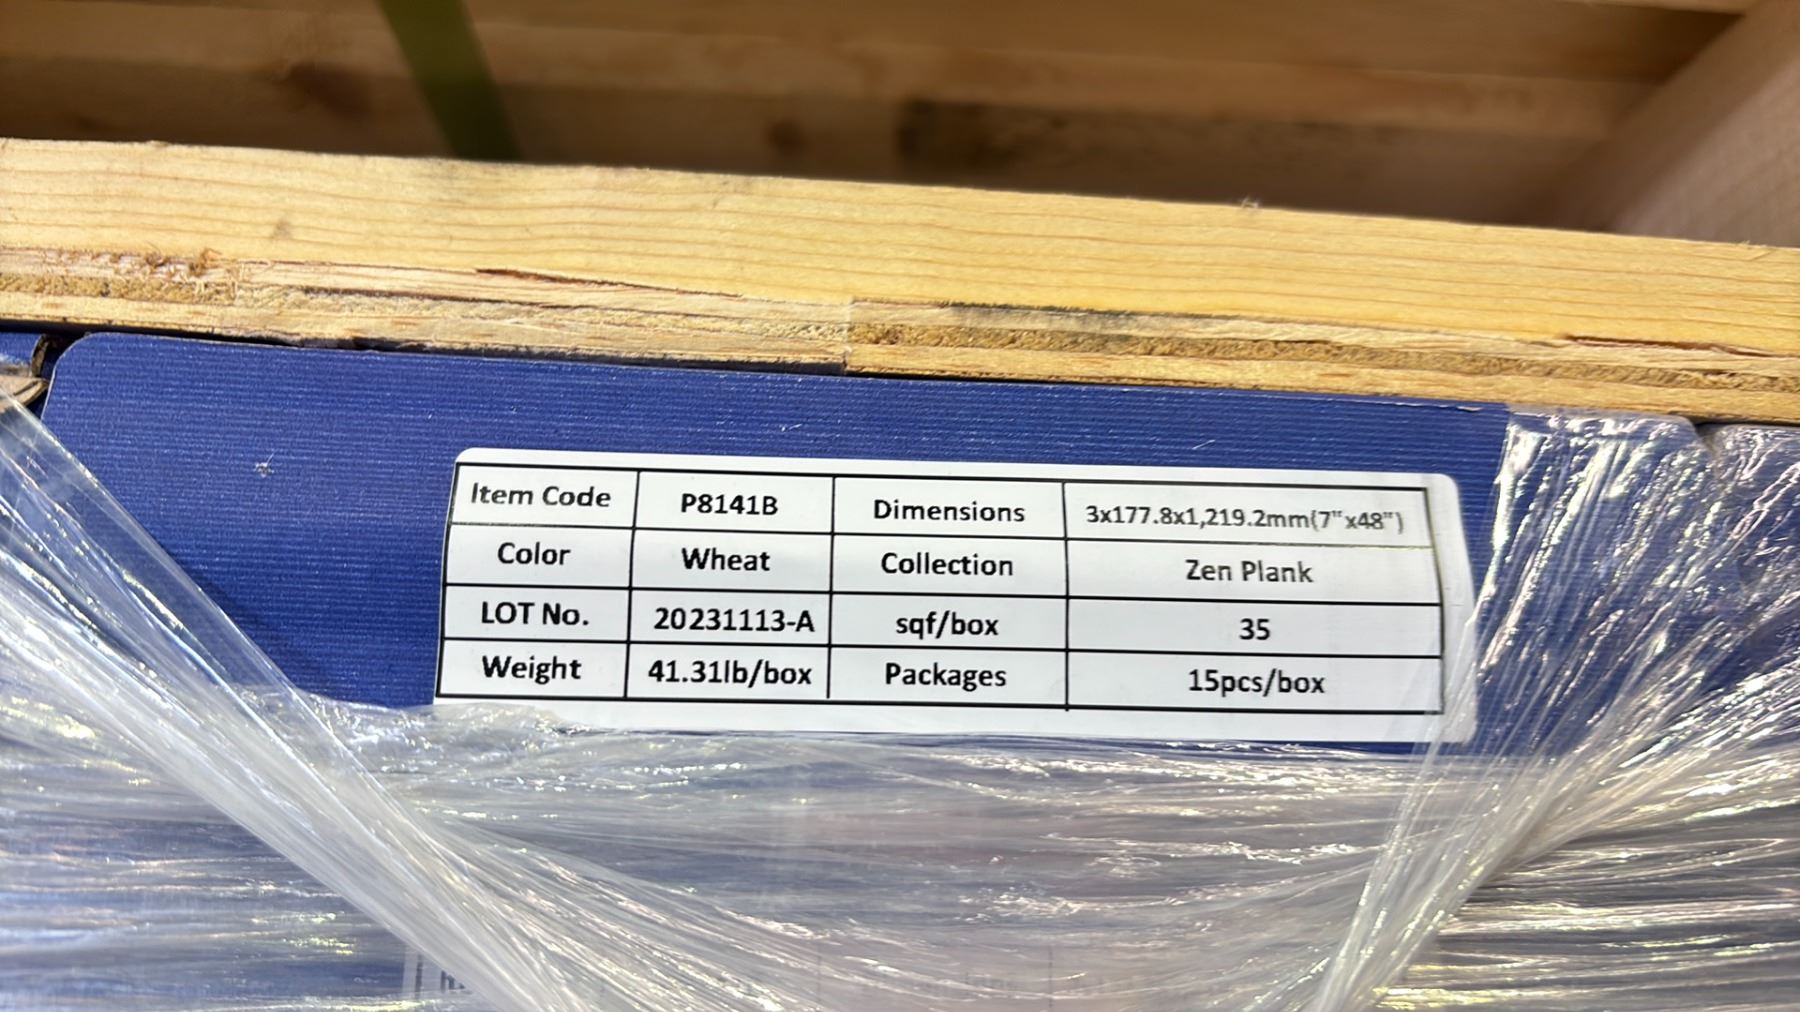 Item Code P8141B Dimensions 3x177.8x1,219.2mm(7"x48")
Color Wheat Collection Zen Plank
LOT No. 20231113-A sqf/box 35
Weight 41.31lb/box Packages 15pcs/box